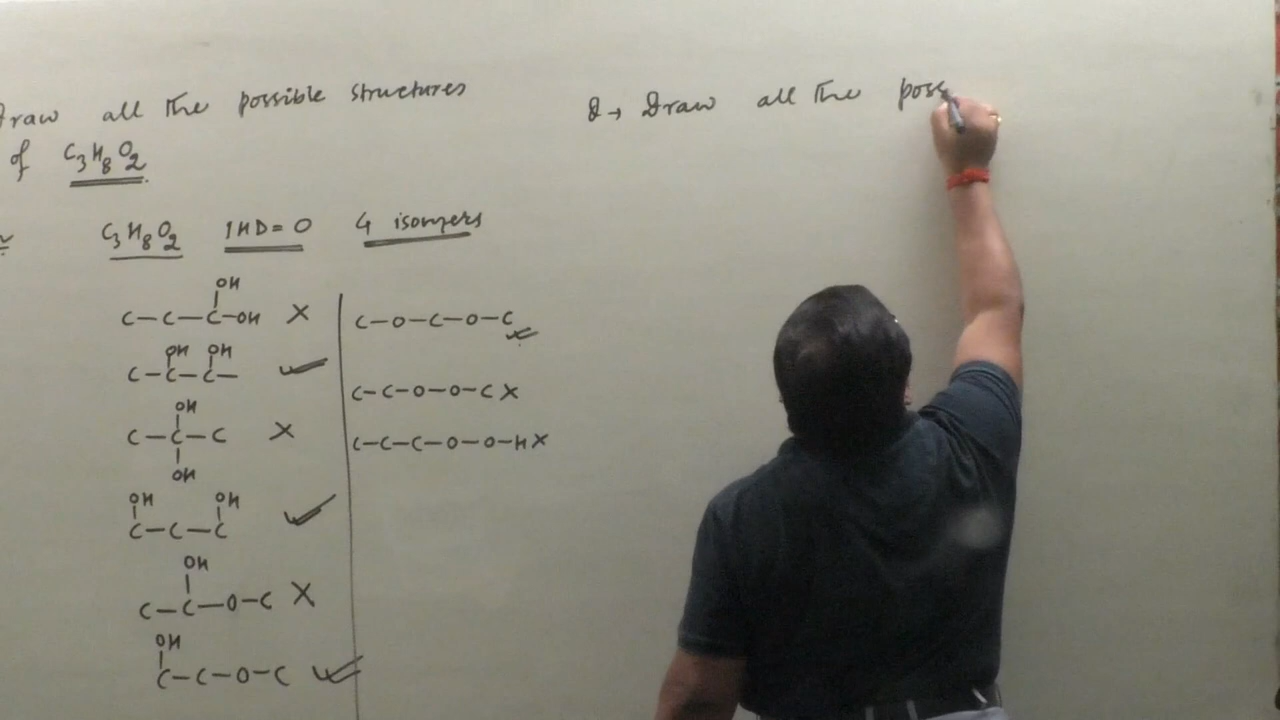 Draw all the possible structures
of C3H8O2.
C3H8O2 IHD = 0 4 isomers
OH
C-C-C-OH X
OH OH
C-C-C- ✓
OH
C-C-C X
OH
OH OH
C-C-C ✓
OH
C-C-O-C X
OH
C-C-O-C ✓
C-O-C-O-C ✓
C-C-O-O-C X
C-C-C-O-O-H X
Q→ Draw all the poss